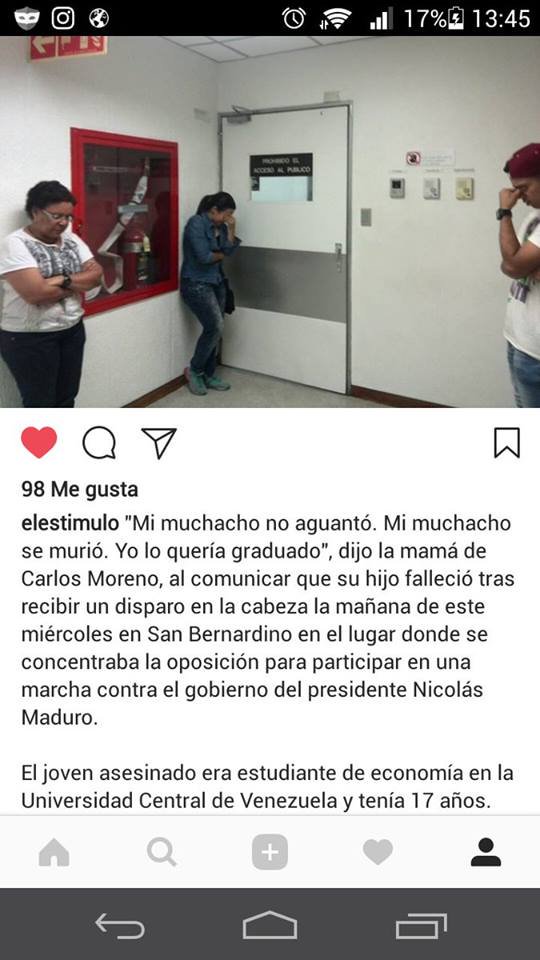 17% 13:45
PROHIBIDO EL
ACCESO AL PUBLICO
98 Me gusta
elestimulo "Mi muchacho no aguantó. Mi muchacho
se murió. Yo lo quería graduado", dijo la mamá de
Carlos Moreno, al comunicar que su hijo falleció tras
recibir un disparo en la cabeza la mañana de este
miércoles en San Bernardino en el lugar donde se
concentraba la oposición para participar en una
marcha contra el gobierno del presidente Nicolás
Maduro.
El joven asesinado era estudiante de economía en la
Universidad Central de Venezuela y tenía 17 años.